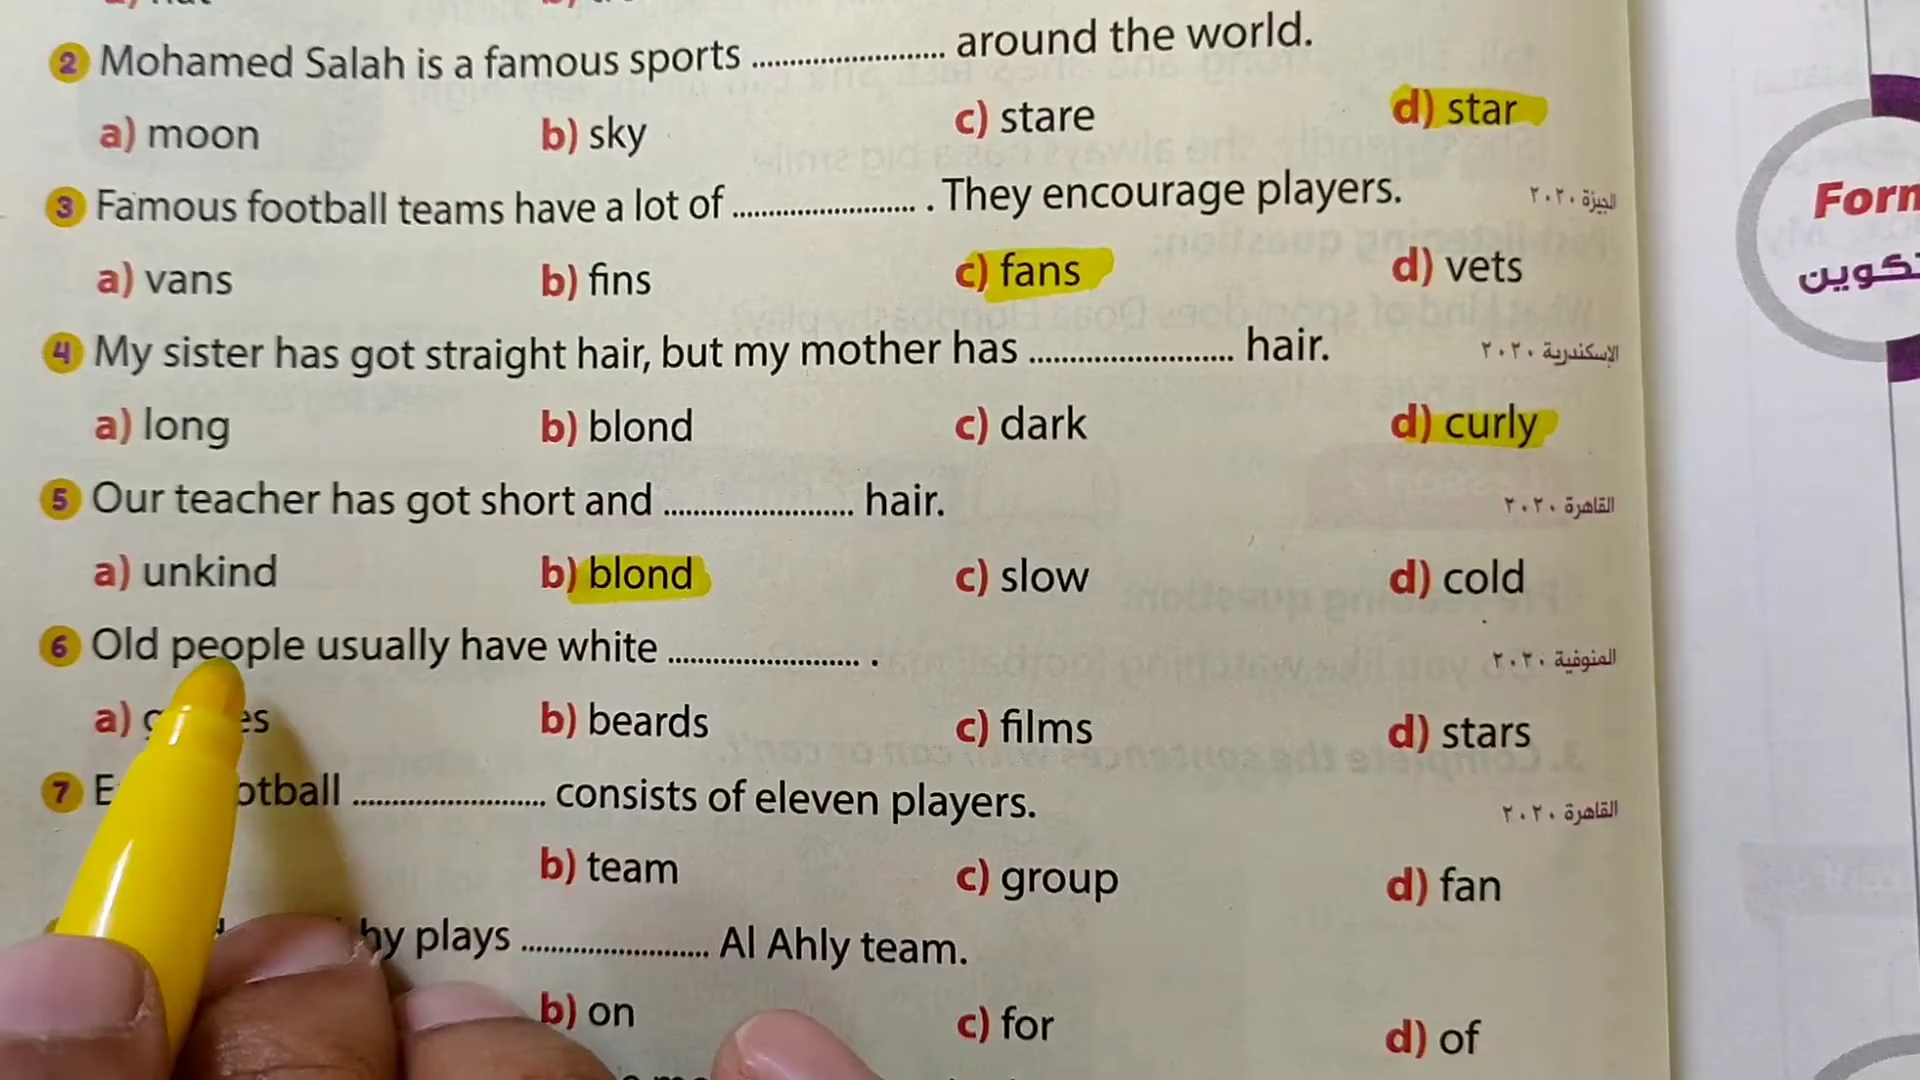 2 Mohamed Salah is a famous sports .......................... around the world.
a) moon b) sky c) stare d) star
3 Famous football teams have a lot of .......................... . They encourage players. الجيزة ٢٠٢٠
a) vans b) fins c) fans d) vets
4 My sister has got straight hair, but my mother has .......................... hair. الإسكندرية ٢٠٢٠
a) long b) blond c) dark d) curly
5 Our teacher has got short and .......................... hair. القاهرة ٢٠٢٠
a) unkind b) blond c) slow d) cold
6 Old people usually have white .......................... . المنوفية ٢٠٢٠
a) b) beards c) films d) stars
7 .......................... consists of eleven players. القاهرة ٢٠٢٠
b) team c) group d) fan
plays .......................... Al Ahly team.
b) on c) for d) of